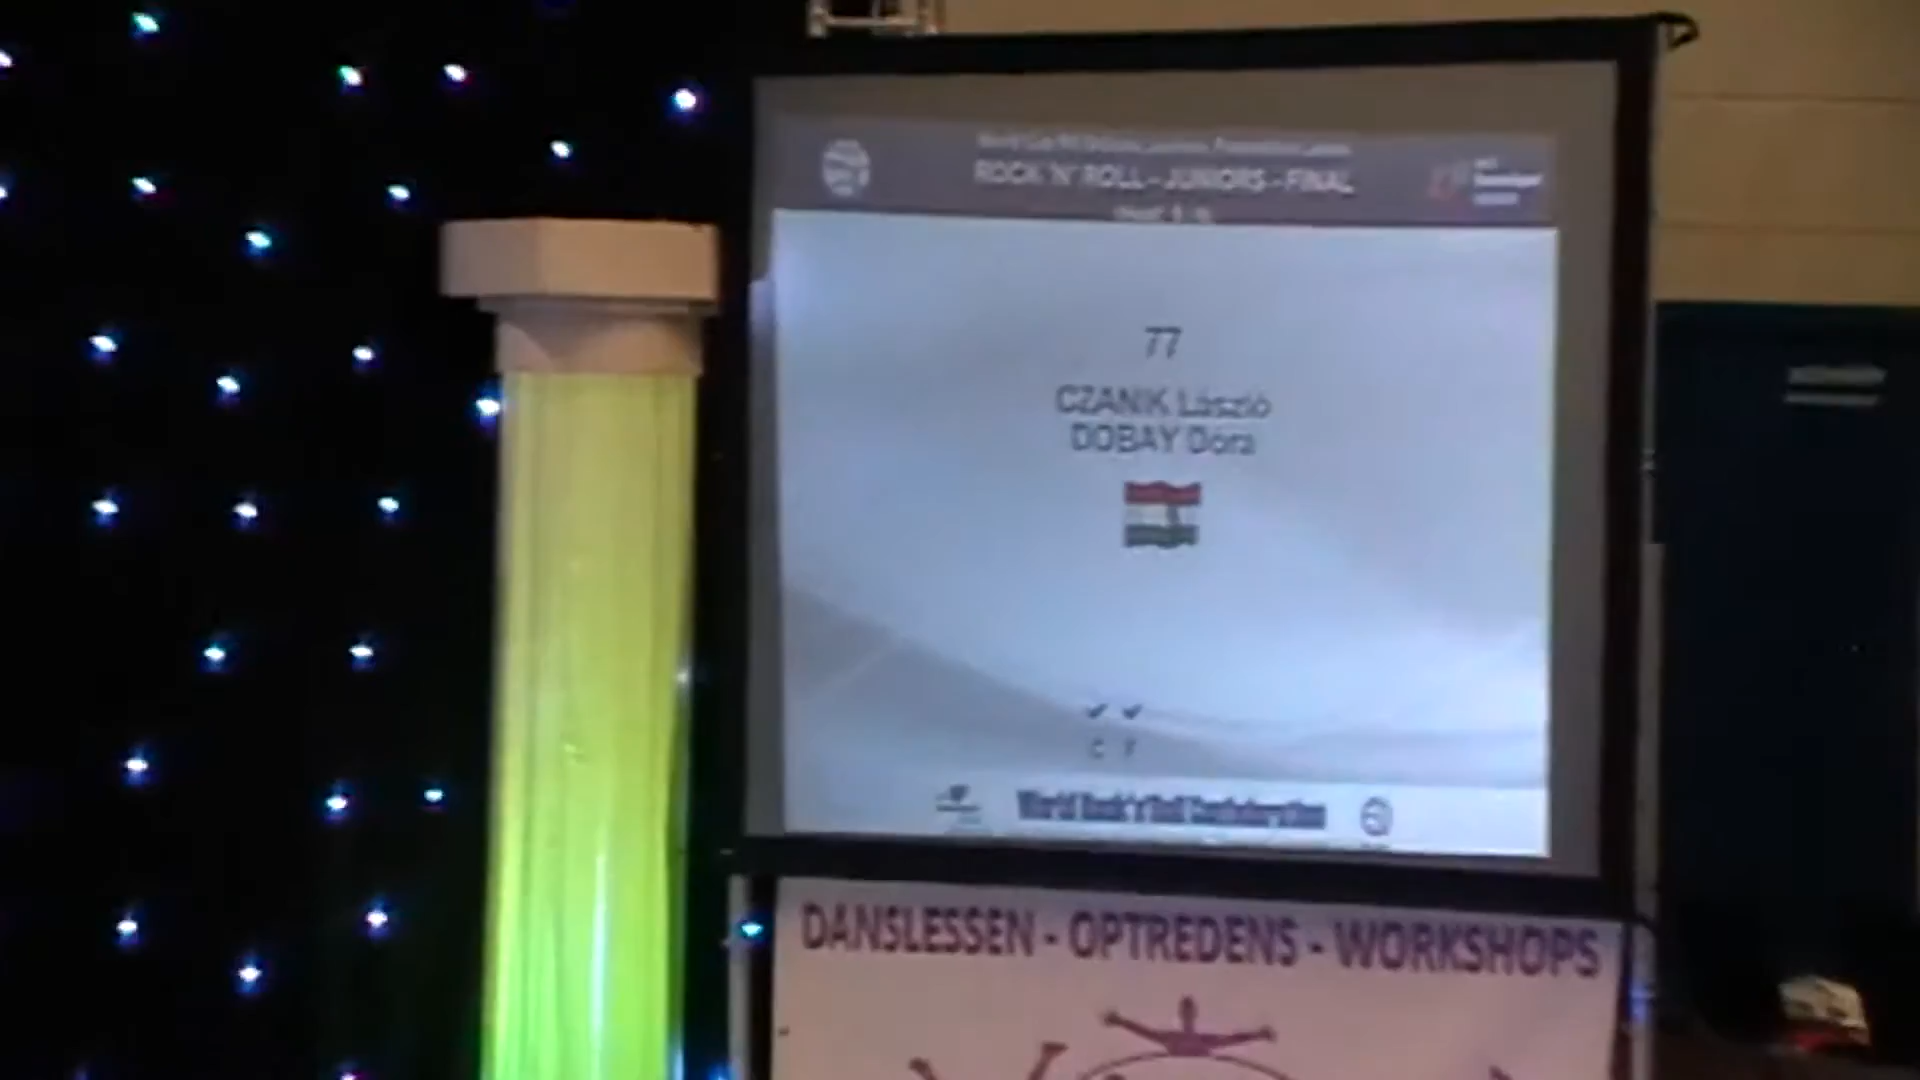 ROCK 'N' ROLL - JUNIORS - FINAL
77
CZANIK László
DOBAY Dóra
C F
World Rock'n'Roll Confederation
DANSLESSEN - OPTREDENS - WORKSHOPS